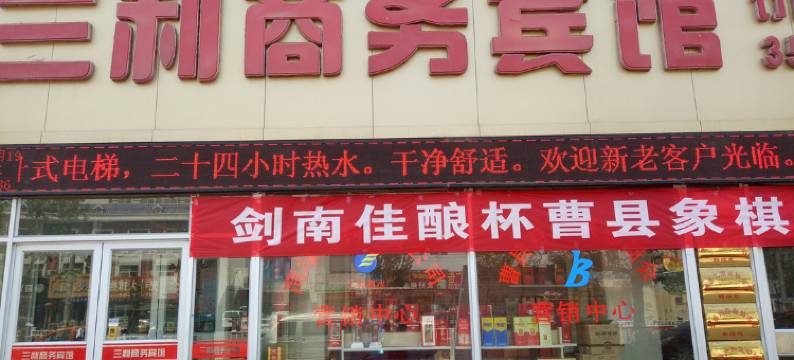 三利商务宾馆
式电梯，二十四小时热水。干净舒适。欢迎新老客户光临。
剑南佳酿杯曹县象棋
营销中心
营销中心
三利商务宾馆
三利商务宾馆